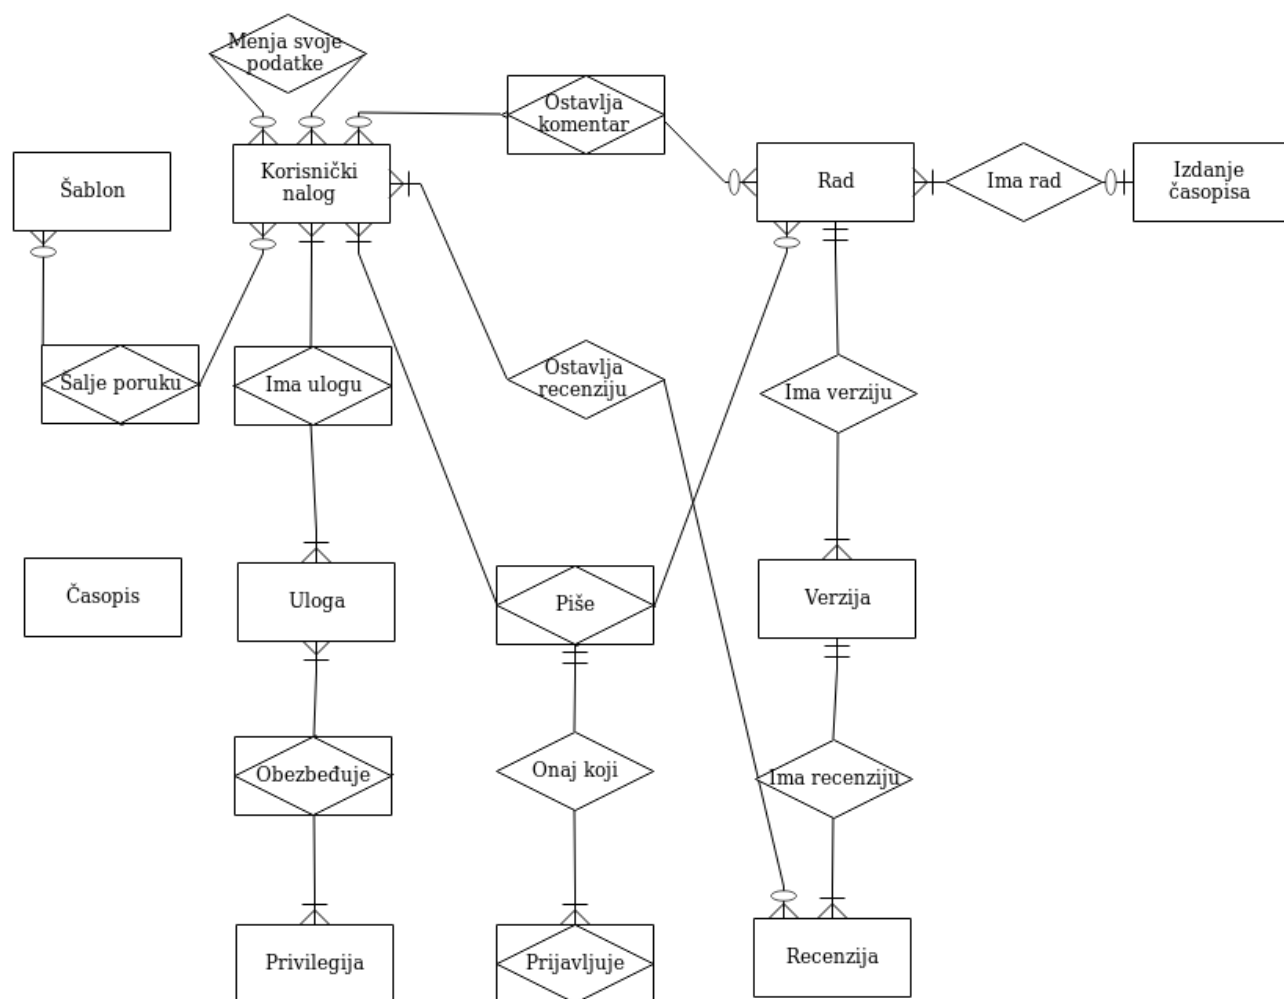 Menja svoje
podatke
Ostavlja
komentar
Šablon
Korisnički
nalog
Rad
Ima rad
Izdanje
časopisa
Šalje poruku
Ima ulogu
Ostavlja
recenziju
Ima verziju
Časopis
Uloga
Piše
Verzija
Obezbeđuje
Onaj koji
Ima recenziju
Privilegija
Prijavljuje
Recenzija